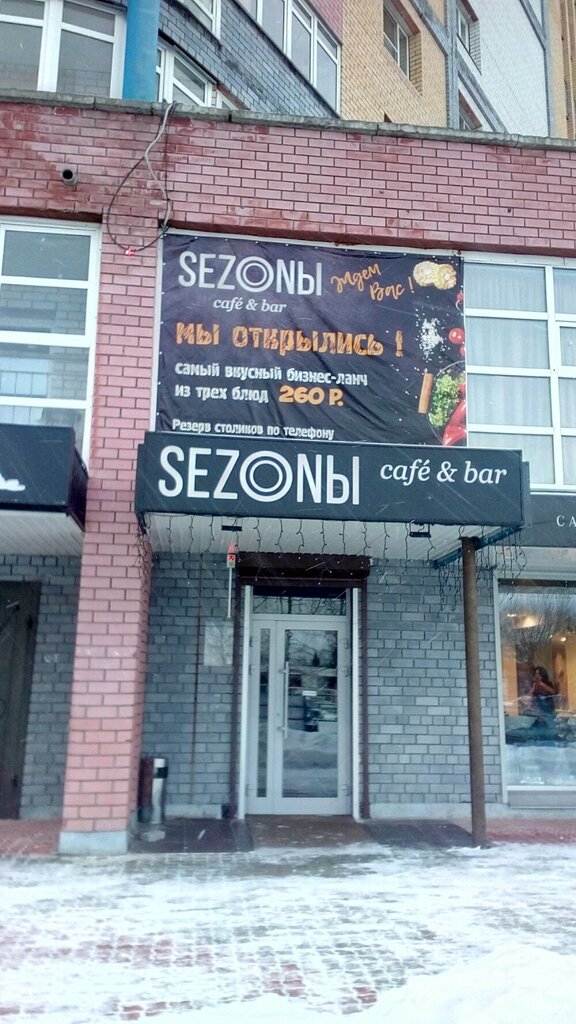 SEZONЫ
Ждем
Вас!
café & bar
мы открылись !
самый вкусный бизнес-ланч
из трех блюд 260 Р.
Резерв столиков по телефону
SEZONЫ café & bar
CA